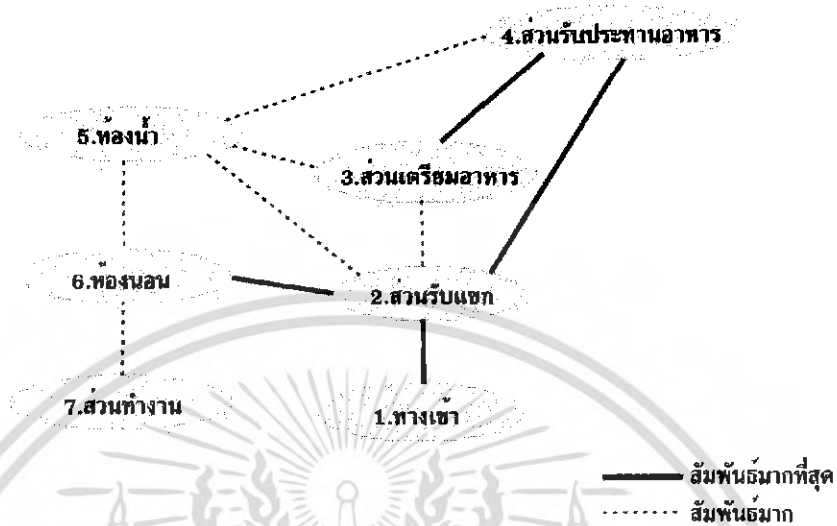 4.ส่วนรับประทานอาหาร
5.ห้องน้ำ
3.ส่วนเตรียมอาหาร
6.ห้องนอน
2.ส่วนรับแขก
7.ส่วนทำงาน
1.ทางเข้า
สัมพันธ์มากที่สุด
สัมพันธ์มาก